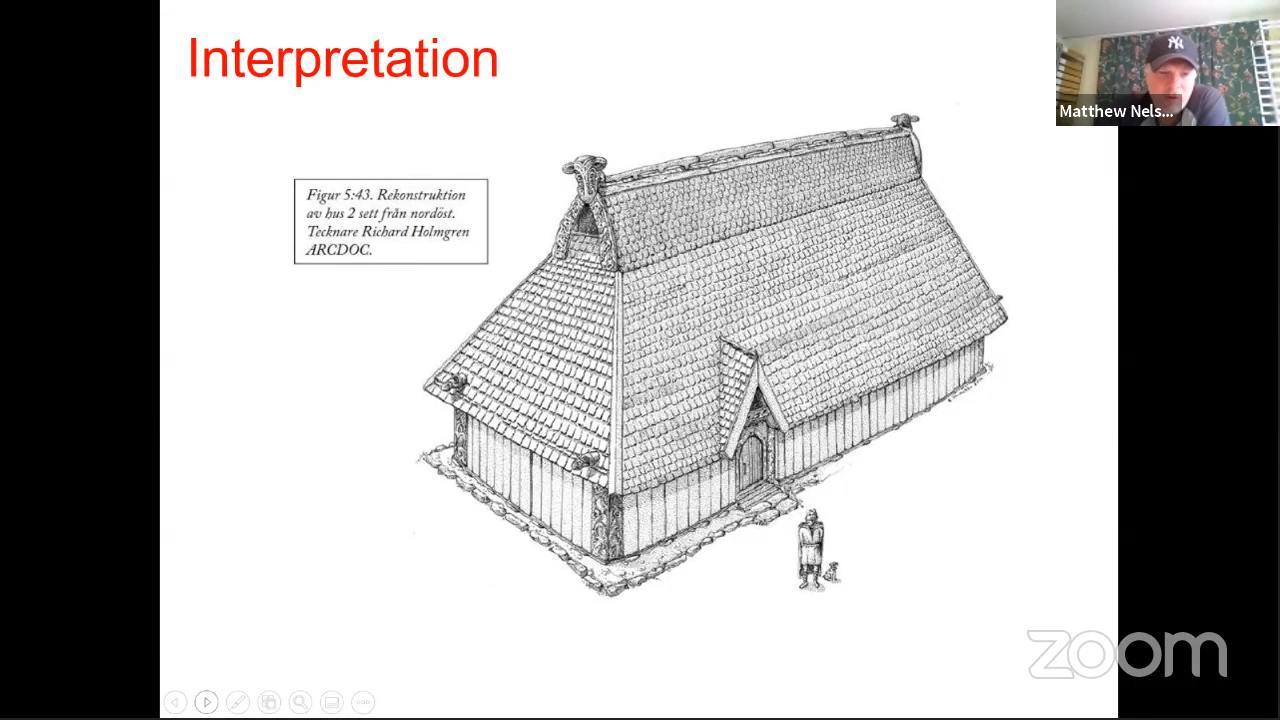 Interpretation
Figur 5:43. Rekonstruktion
av hus 2 sett från nordöst.
Tecknare Richard Holmgren
ARCDOC.
Matthew Nels...
zoom